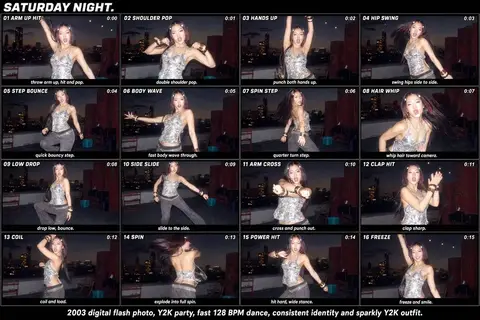 SATURDAY NIGHT.
01 ARM UP HIT 0:00
throw arm up, hit and pop.
02 SHOULDER POP 0:01
double shoulder pop.
03 HANDS UP 0:02
punch both hands up.
04 HIP SWING 0:03
swing hips side to side.
05 STEP BOUNCE 0:04
quick bouncy step.
06 BODY WAVE 0:05
fast body wave through.
07 SPIN STEP 0:06
quarter turn step.
08 HAIR WHIP 0:07
whip hair toward camera.
09 LOW DROP 0:08
drop low, bounce.
10 SIDE SLIDE 0:09
slide to the side.
11 ARM CROSS 0:10
cross and punch out.
12 CLAP HIT 0:11
clap sharp.
13 COIL 0:12
coil and load.
14 SPIN 0:13
explode into full spin.
15 POWER HIT 0:14
hit hard, wide stance.
16 FREEZE 0:15
freeze and smile.
2003 digital flash photo, Y2K party, fast 128 BPM dance, consistent identity and sparkly Y2K outfit.